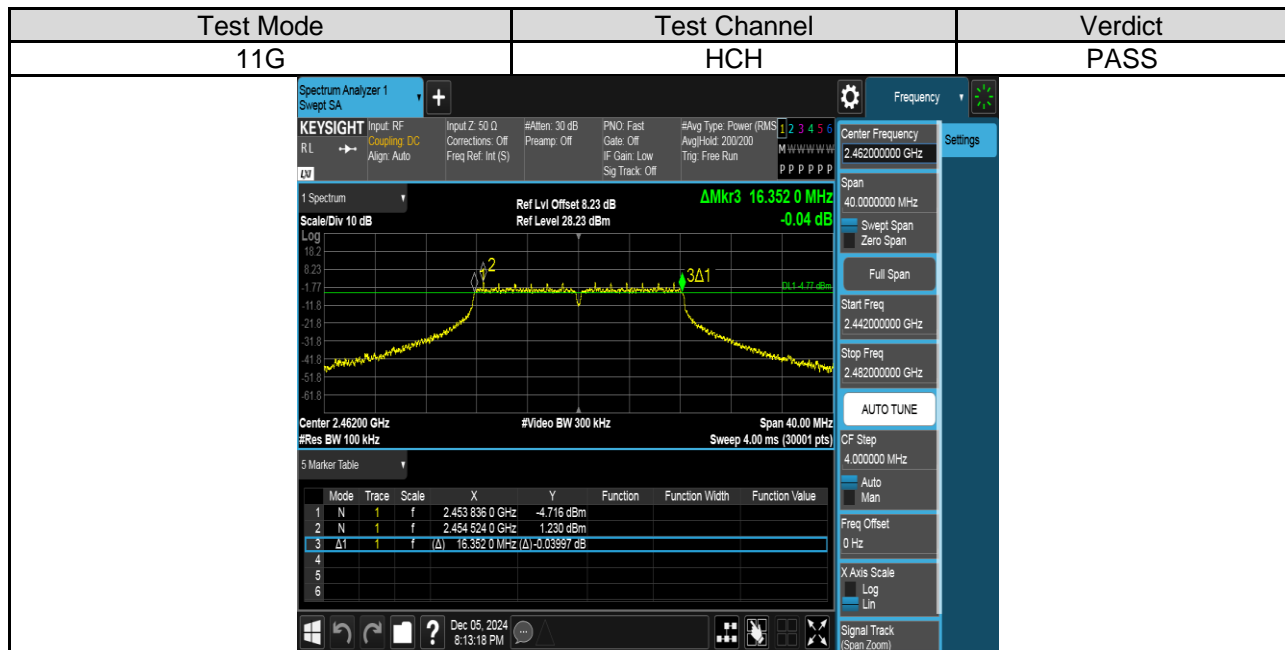 Test Mode Test Channel Verdict
11G HCH PASS
Spectrum Analyzer 1
Swept SA
+
Frequency
KEYSIGHT
RL
LXI
Input: RF
Coupling: DC
Align: Auto
Input Z: 50 Ω
Corrections: Off
Freq Ref: Int (S)
#Atten: 30 dB
Preamp: Off
PNO: Fast
Gate: Off
IF Gain: Low
Sig Track: Off
#Avg Type: Power (RMS
Avg|Hold: 200/200
Trig: Free Run
1 2 3 4 5 6
M W W W W W
P P P P P P
1 Spectrum
Scale/Div 10 dB
Ref Lvl Offset 8.23 dB
Ref Level 28.23 dBm
ΔMkr3 16.352 0 MHz
-0.04 dB
Log
18.2
8.23
-1.77
-11.8
-21.8
-31.8
-41.8
-51.8
-61.8
2
3Δ1
DL1 -4.77 dBm
Center 2.46200 GHz
#Res BW 100 kHz
#Video BW 300 kHz
Span 40.00 MHz
Sweep 4.00 ms (30001 pts)
5 Marker Table
Mode Trace Scale X Y Function Function Width Function Value
1 N 1 f 2.453 836 0 GHz -4.716 dBm
2 N 1 f 2.454 524 0 GHz 1.230 dBm
3 Δ1 1 f (Δ) 16.352 0 MHz (Δ) -0.03997 dB
4
5
6
Dec 05, 2024
8:13:18 PM
?
Center Frequency
2.462000000 GHz
Settings
Span
40.0000000 MHz
Swept Span
Zero Span
Full Span
Start Freq
2.442000000 GHz
Stop Freq
2.482000000 GHz
AUTO TUNE
CF Step
4.000000 MHz
Auto
Man
Freq Offset
0 Hz
X Axis Scale
Log
Lin
Signal Track
(Span Zoom)